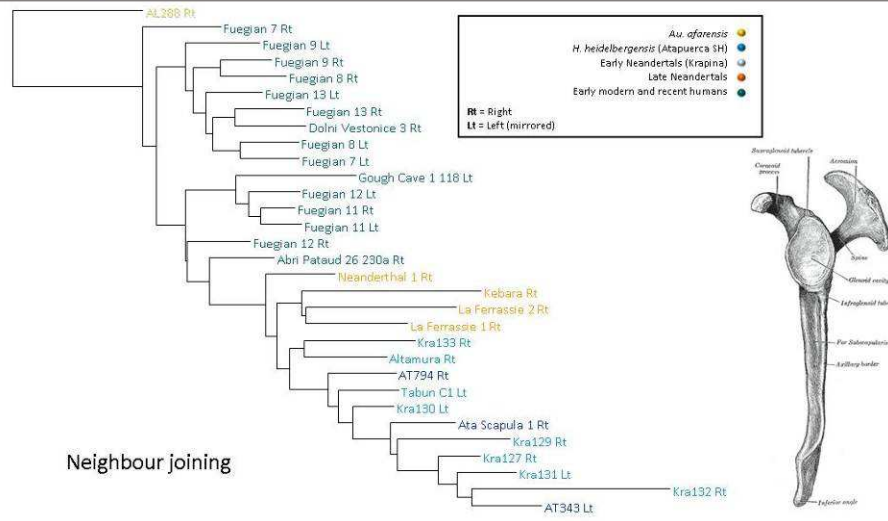 AL288 Rt
Fuegian 7 Rt
Fuegian 9 Lt
Fuegian 9 Rt
Fuegian 8 Rt
Fuegian 13 Lt
Fuegian 13 Rt
Dolni Vestonice 3 Rt
Fuegian 8 Lt
Fuegian 7 Lt
Gough Cave 1 118 Lt
Fuegian 12 Lt
Fuegian 11 Rt
Fuegian 11 Lt
Fuegian 12 Rt
Abri Pataud 26 230a Rt
Neanderthal 1 Rt
Kebara Rt
La Ferrassie 2 Rt
La Ferrassie 1 Rt
Kra133 Rt
Altamura Rt
AT794 Rt
Tabun C1 Lt
Kra130 Lt
Ata Scapula 1 Rt
Kra129 Rt
Kra127 Rt
Kra131 Lt
Kra132 Rt
AT343 Lt
Neighbour joining
Au. afarensis
H. heidelbergensis (Atapuerca SH)
Early Neandertals (Krapina)
Late Neandertals
Early modern and recent humans
Rt = Right
Lt = Left (mirrored)
Coracoid
process
Acromion
Spine
Glenoid cavity
Axillary border
Inferior angle